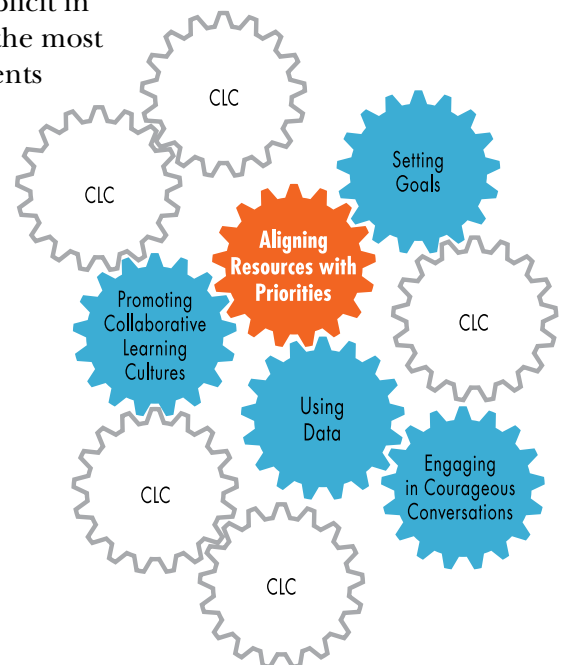 plicit in
the most
ents
CLC
Setting
Goals
CLC
Aligning
Resources with
Priorities
Promoting
Collaborative
Learning
Cultures
CLC
Using
Data
Engaging
in Courageous
Conversations
CLC
CLC